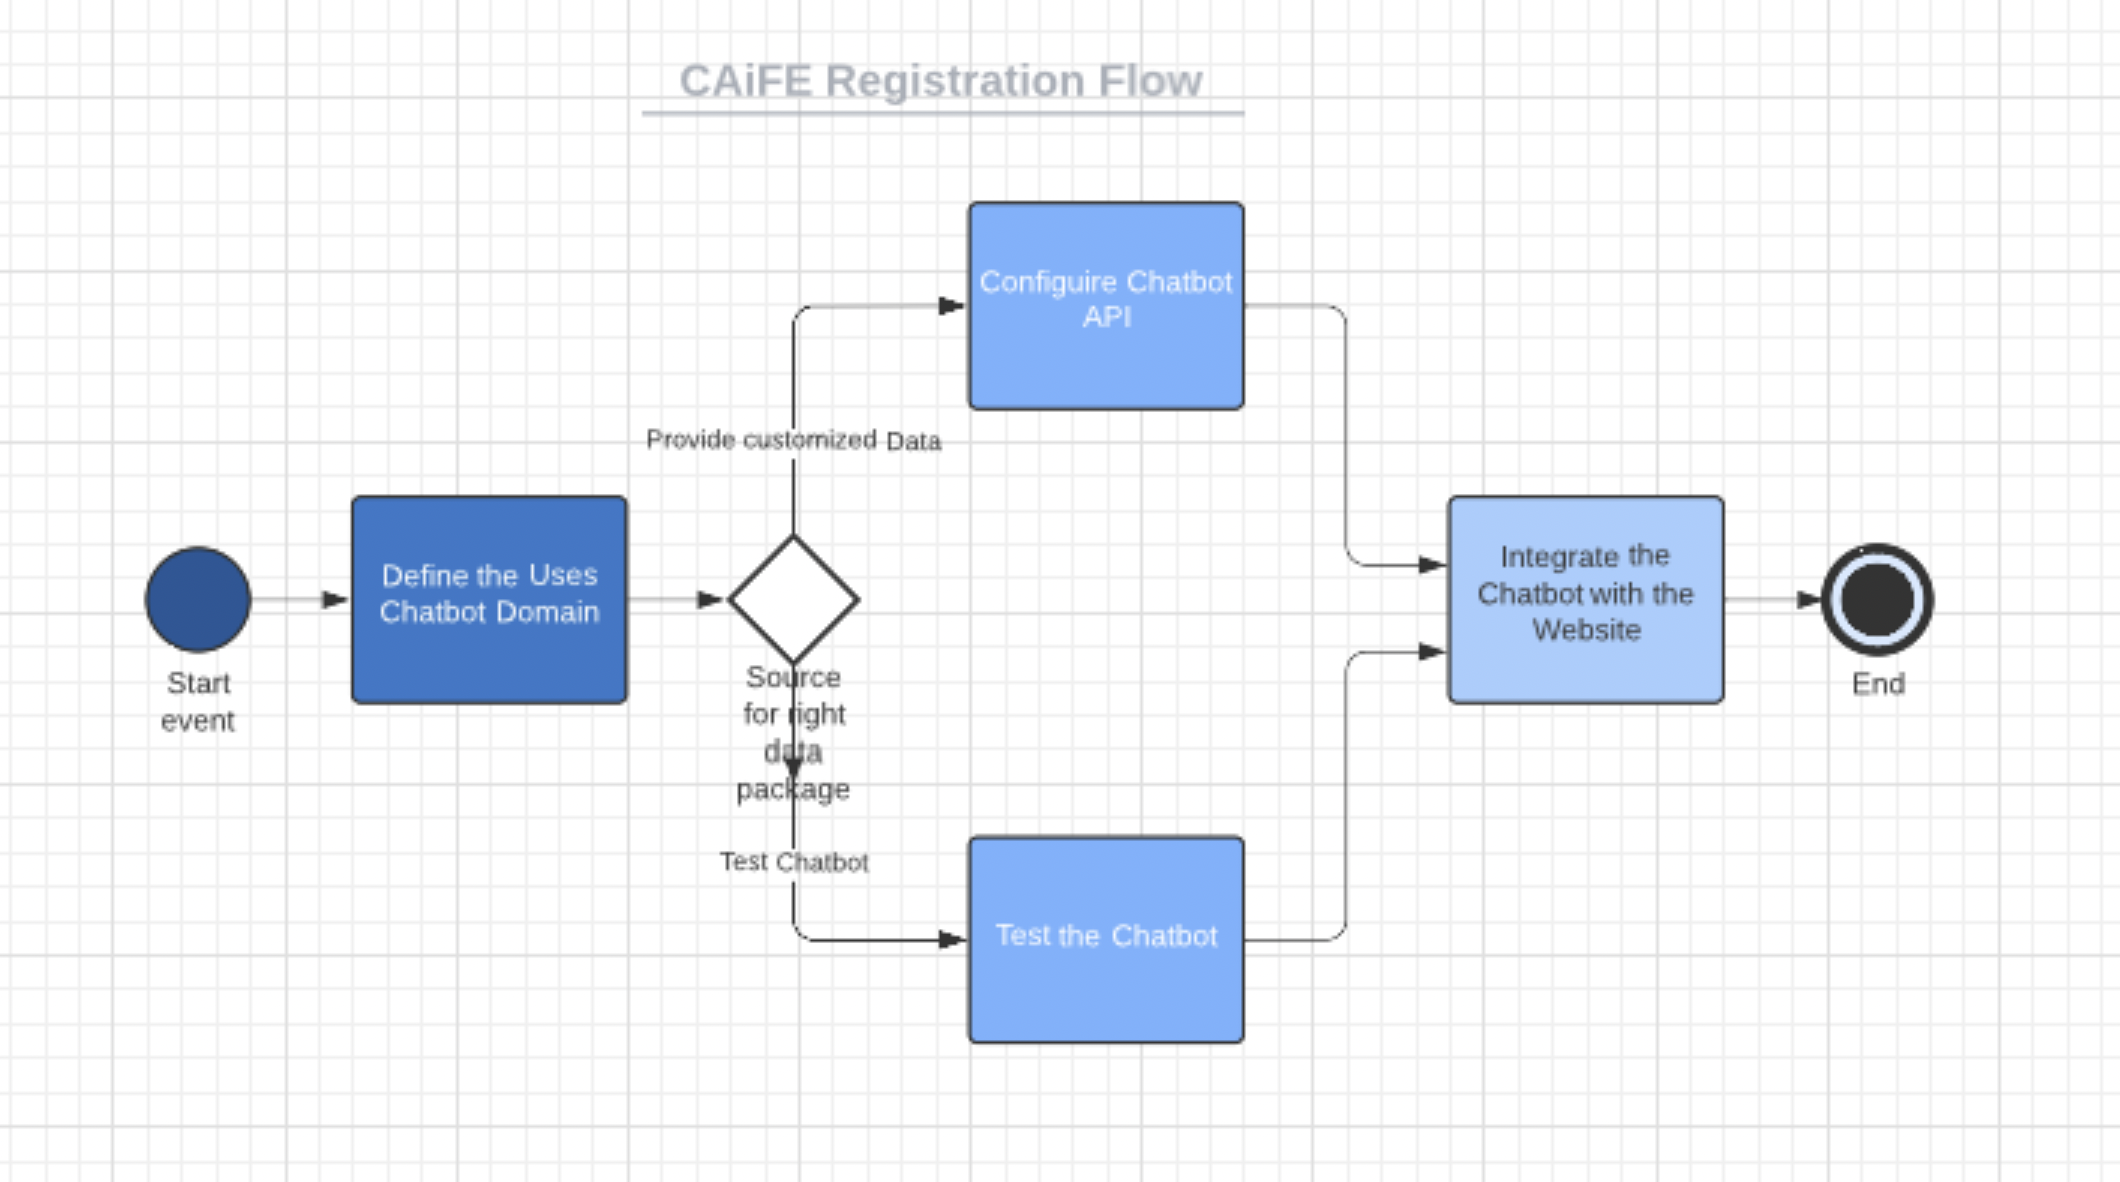 CAiFE Registration Flow
Configuire Chatbot
API
Provide customized Data
Define the Uses
Chatbot Domain
Start
event
Source
for right
data
package
Test Chatbot
Test the Chatbot
Integrate the
Chatbot with the
Website
End